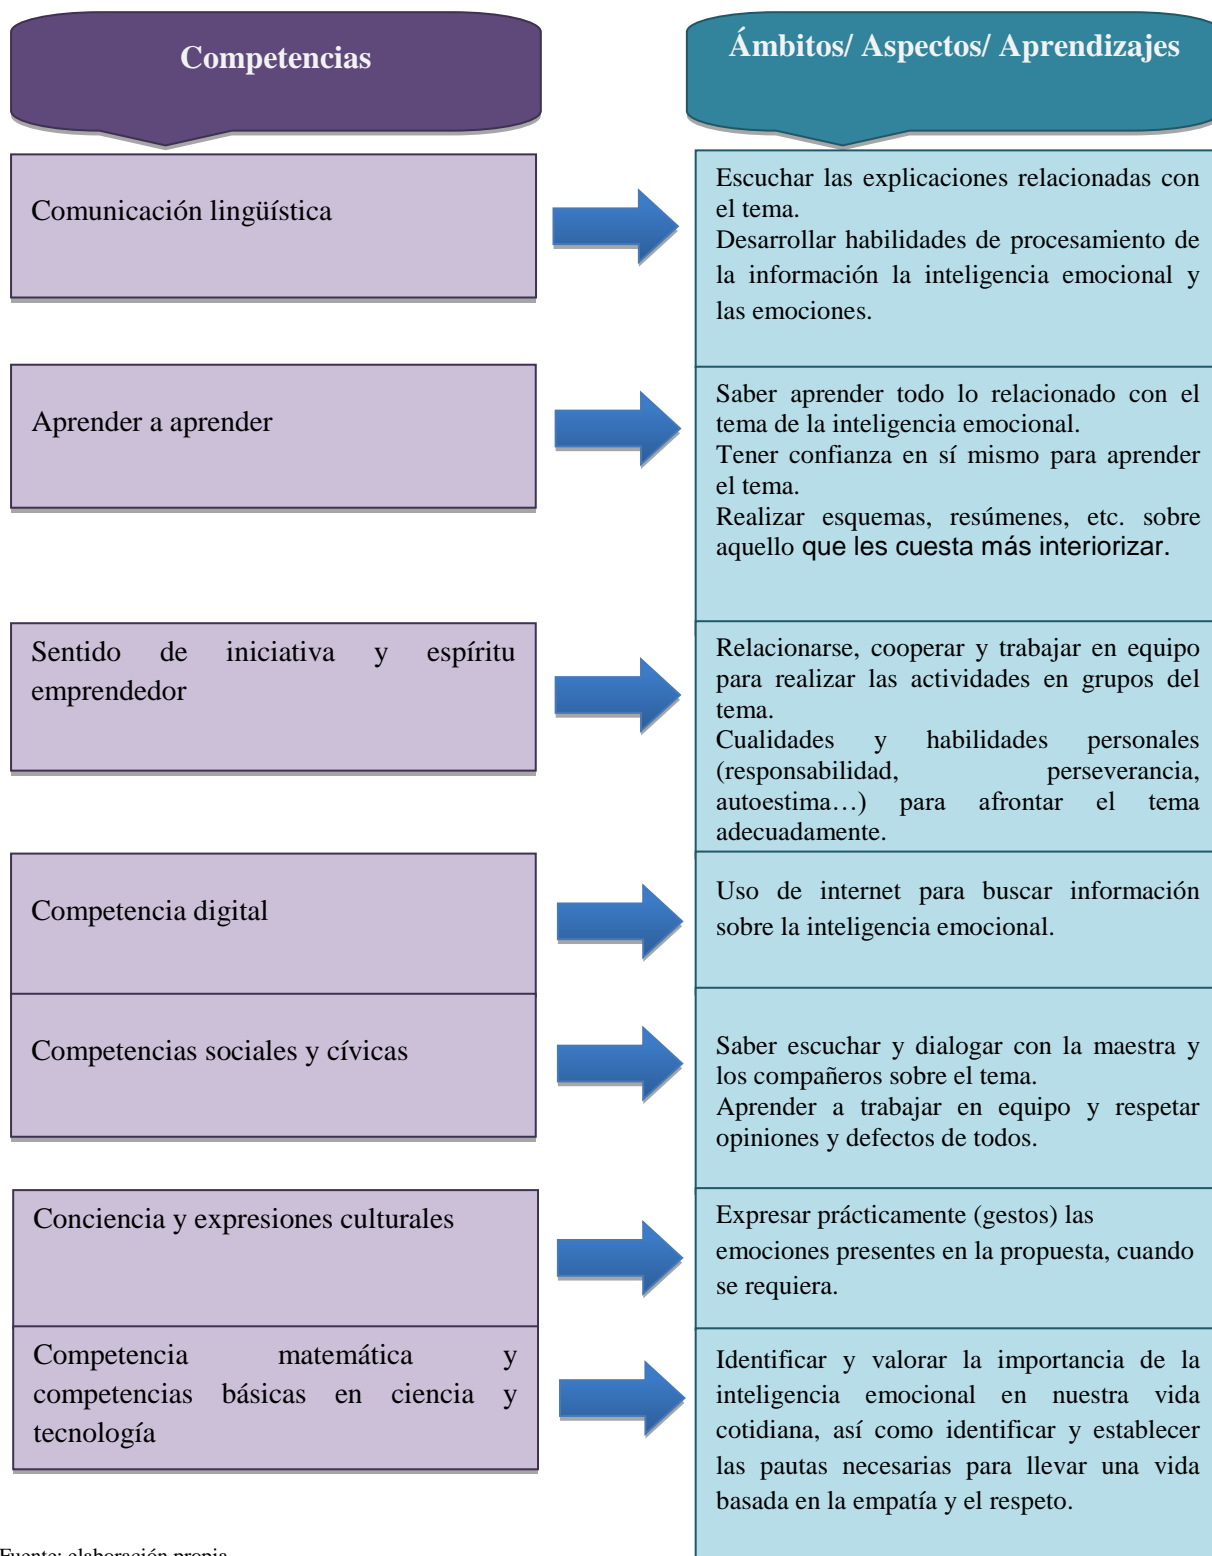 Competencias
Ámbitos/ Aspectos/ Aprendizajes
Comunicación lingüística
Escuchar las explicaciones relacionadas con
el tema.
Desarrollar habilidades de procesamiento de
la información la inteligencia emocional y
las emociones.
Aprender a aprender
Saber aprender todo lo relacionado con el
tema de la inteligencia emocional.
Tener confianza en sí mismo para aprender
el tema.
Realizar esquemas, resúmenes, etc. sobre
aquello que les cuesta más interiorizar.
Sentido de iniciativa y espíritu
emprendedor
Relacionarse, cooperar y trabajar en equipo
para realizar las actividades en grupos del
tema.
Cualidades y habilidades personales
(responsabilidad, perseverancia,
autoestima…) para afrontar el tema
adecuadamente.
Competencia digital
Uso de internet para buscar información
sobre la inteligencia emocional.
Competencias sociales y cívicas
Saber escuchar y dialogar con la maestra y
los compañeros sobre el tema.
Aprender a trabajar en equipo y respetar
opiniones y defectos de todos.
Conciencia y expresiones culturales
Expresar prácticamente (gestos) las
emociones presentes en la propuesta, cuando
se requiera.
Competencia matemática y
competencias básicas en ciencia y
tecnología
Identificar y valorar la importancia de la
inteligencia emocional en nuestra vida
cotidiana, así como identificar y establecer
las pautas necesarias para llevar una vida
basada en la empatía y el respeto.
Fuente: elaboración propia